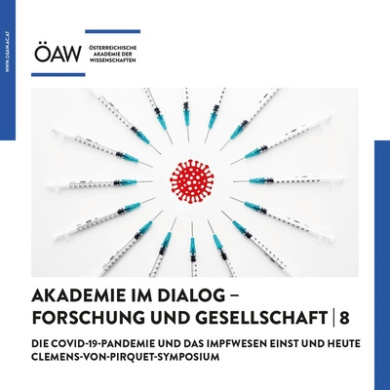 WWW.OEAW.AC.AT
ÖAW
ÖSTERREICHISCHE
AKADEMIE DER
WISSENSCHAFTEN
AKADEMIE IM DIALOG –
FORSCHUNG UND GESELLSCHAFT | 8
DIE COVID-19-PANDEMIE UND DAS IMPFWESEN EINST UND HEUTE
CLEMENS-VON-PIRQUET-SYMPOSIUM